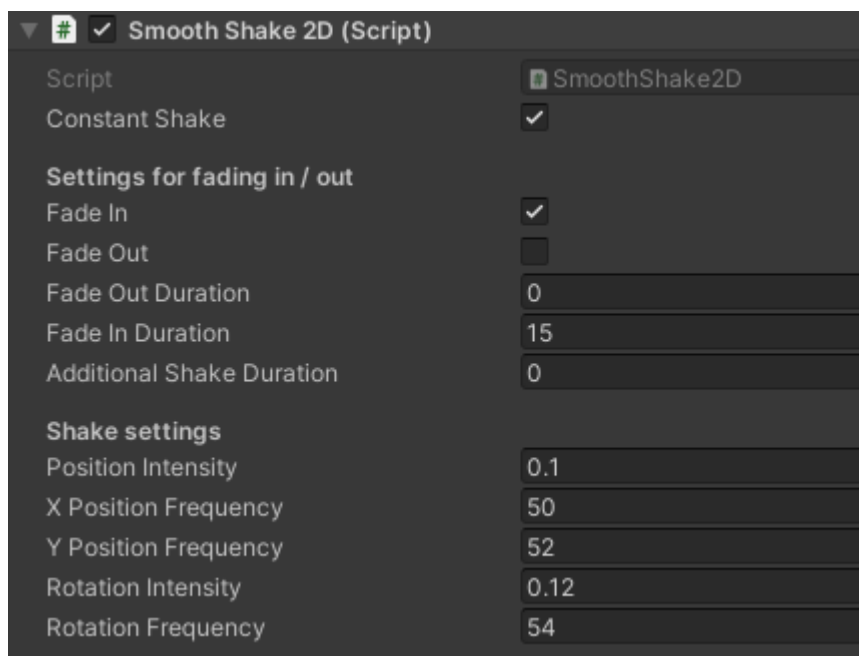 # Smooth Shake 2D (Script)
Script # SmoothShake2D
Constant Shake
Settings for fading in / out
Fade In
Fade Out
Fade Out Duration 0
Fade In Duration 15
Additional Shake Duration 0
Shake settings
Position Intensity 0.1
X Position Frequency 50
Y Position Frequency 52
Rotation Intensity 0.12
Rotation Frequency 54